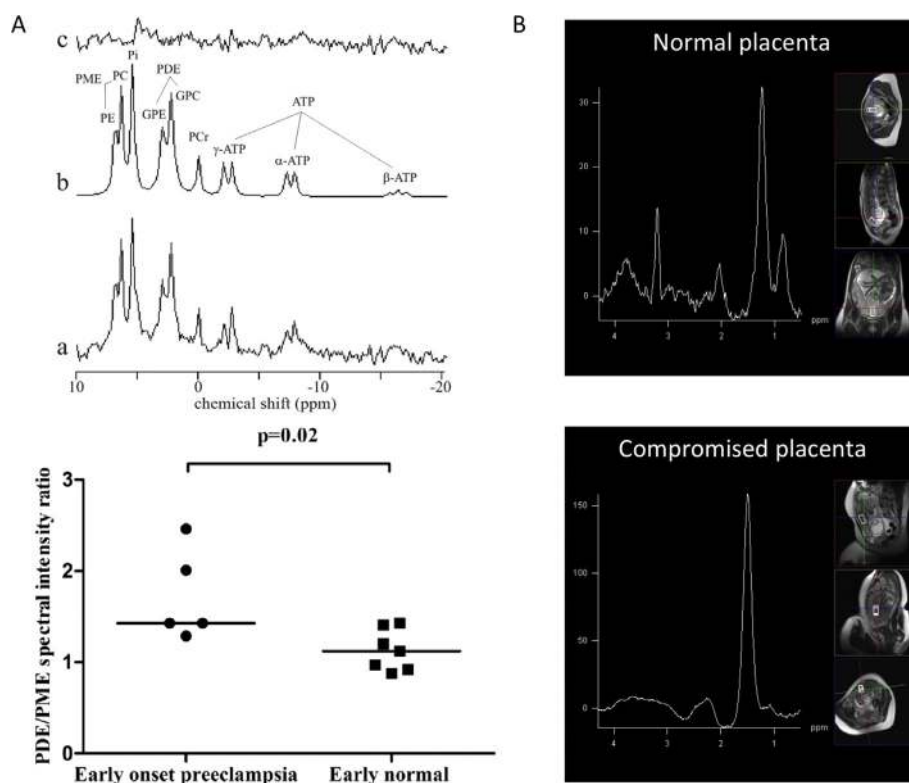 A
c
Pi
PME
PC
PE
PDE
GPE
GPC
PCr
ATP
γ-ATP
α-ATP
β-ATP
b
a
10
0
-10
-20
chemical shift (ppm)
p=0.02
PDE/PME spectral intensity ratio
3
2
1
0
Early onset preeclampsia
Early normal
B
Normal placenta
30
20
10
0
4
3
2
1
ppm
Compromised placenta
150
100
50
0
4
3
2
1
ppm